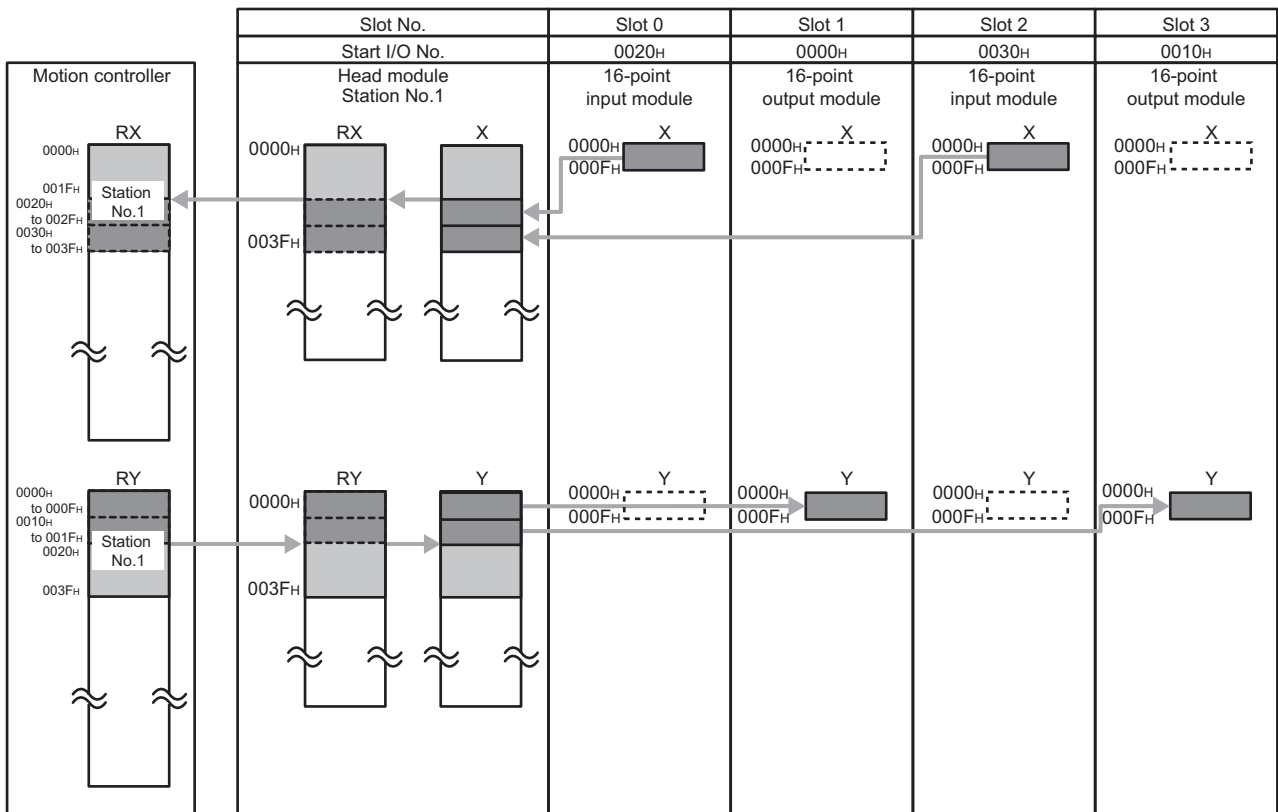 Slot No. Slot 0 Slot 1 Slot 2 Slot 3
Start I/O No. 0020H 0000H 0030H 0010H
Motion controller
Head module
Station No.1
16-point
input module
16-point
output module
16-point
input module
16-point
output module
RX
0000H
001FH
0020H
to 002FH
0030H
to 003FH
Station
No.1
RX
0000H
003FH
X
X
0000H
000FH
X
0000H
000FH
X
0000H
000FH
X
0000H
000FH
RY
0000H
to 000FH
0010H
to 001FH
0020H
003FH
Station
No.1
RY
0000H
003FH
Y
Y
0000H
000FH
Y
0000H
000FH
Y
0000H
000FH
Y
0000H
000FH